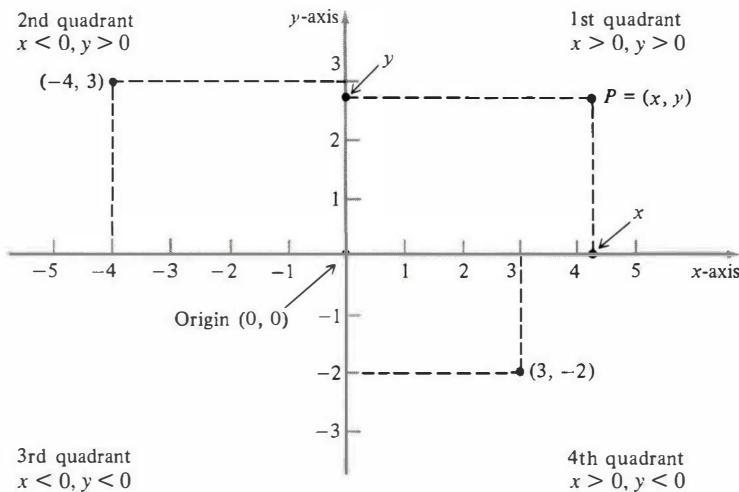 2nd quadrant
x < 0, y > 0
y-axis
1st quadrant
x > 0, y > 0
(−4, 3)
3
y
P = (x, y)
2
1
x
−5 −4 −3 −2 −1 1 2 3 4 5 x-axis
Origin (0, 0)
−1
−2
(3, −2)
−3
3rd quadrant
x < 0, y < 0
4th quadrant
x > 0, y < 0